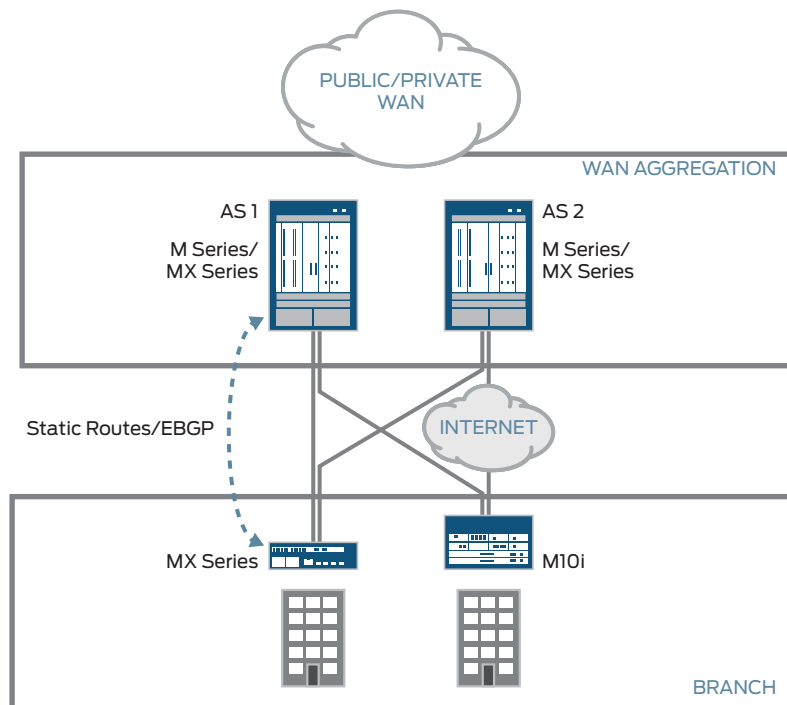 PUBLIC/PRIVATE
WAN
WAN AGGREGATION
AS 1
M Series/
MX Series
AS 2
M Series/
MX Series
Static Routes/EBGP
INTERNET
MX Series
M10i
BRANCH